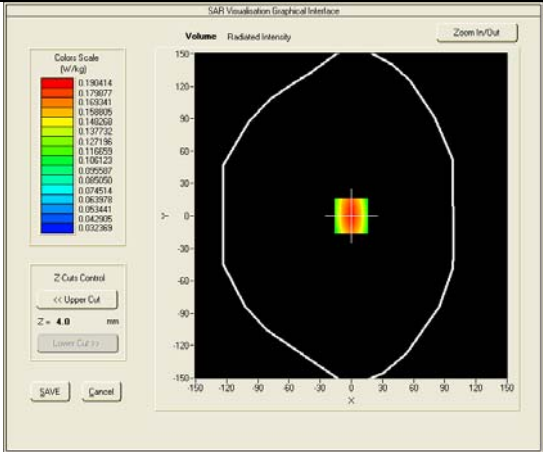 SAR Visualisation Graphical Interface
Volume Radiated Intensity
Zoom In/Out
Colors Scale
(W/kg)
0.190414
0.179877
0.169341
0.158805
0.148268
0.137732
0.127196
0.116659
0.106123
0.095587
0.085050
0.074514
0.063978
0.053441
0.042905
0.032369
Z-Cuts Control
<< Upper Cut
Z = 4.0 mm
Lower Cut >>
SAVE Cancel
150
120
90
60
30
0
-30
-60
-90
-120
-150
Y
-150 -120 -90 -60 -30 0 30 60 90 120 150
X